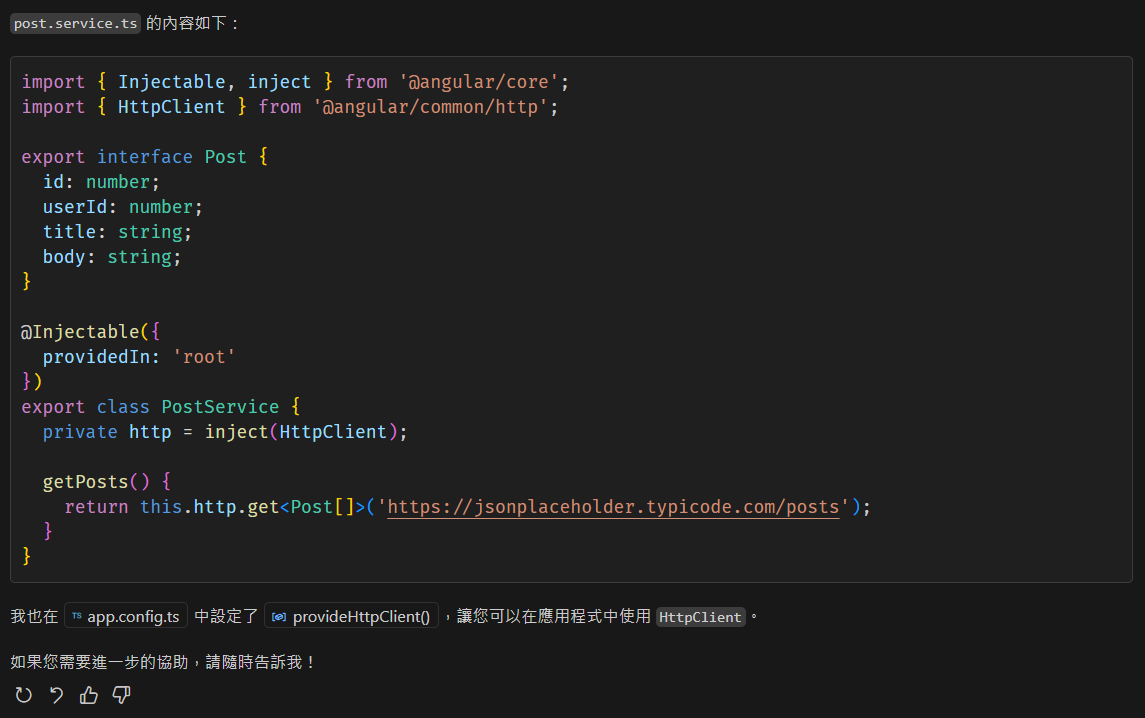 post.service.ts 的內容如下：
import { Injectable, inject } from '@angular/core';
import { HttpClient } from '@angular/common/http';
export interface Post {
  id: number;
  userId: number;
  title: string;
  body: string;
}
@Injectable({
  providedIn: 'root'
})
export class PostService {
  private http = inject(HttpClient);
  getPosts() {
    return this.http.get<Post[]>('https://jsonplaceholder.typicode.com/posts');
  }
}
我也在 TS app.config.ts 中設定了 provideHttpClient()，讓您可以在應用程式中使用 HttpClient。
如果您需要進一步的協助，請隨時告訴我！